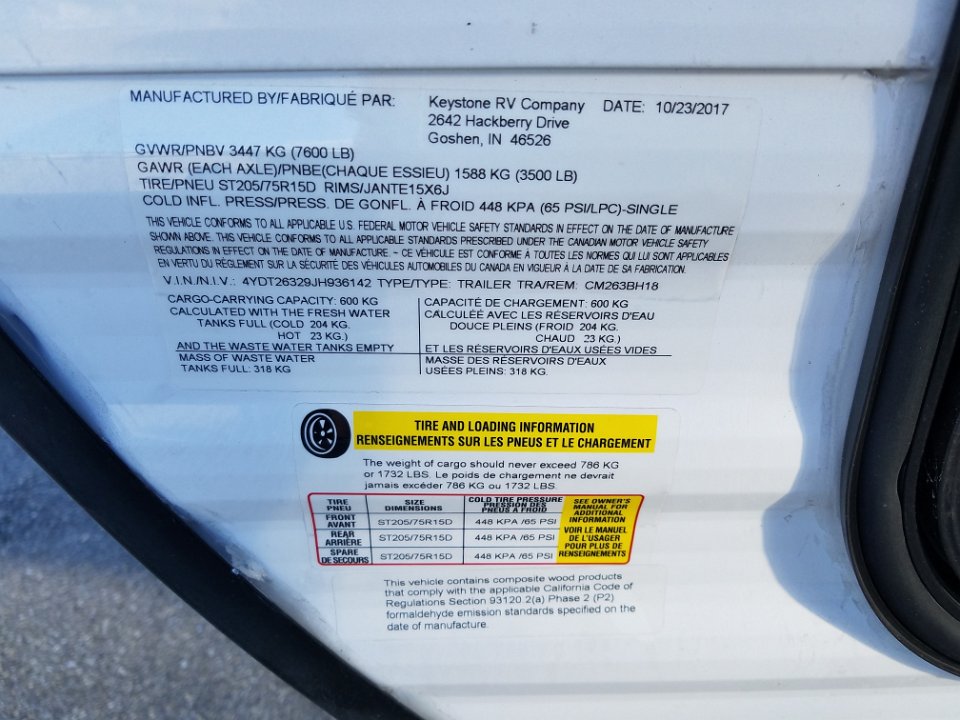 MANUFACTURED BY/FABRIQUÉ PAR: Keystone RV Company DATE: 10/23/2017
2642 Hackberry Drive
Goshen, IN 46526
GVWR/PNBV 3447 KG (7600 LB)
GAWR (EACH AXLE)/PNBE(CHAQUE ESSIEU) 1588 KG (3500 LB)
TIRE/PNEU ST205/75R15D RIMS/JANTE15X6J
COLD INFL. PRESS/PRESS. DE GONFL. À FROID 448 KPA (65 PSI/LPC)-SINGLE
THIS VEHICLE CONFORMS TO ALL APPLICABLE U.S. FEDERAL MOTOR VEHICLE SAFETY STANDARDS IN EFFECT ON THE DATE OF MANUFACTURE
SHOWN ABOVE. THIS VEHICLE CONFORMS TO ALL APPLICABLE STANDARDS PRESCRIBED UNDER THE CANADIAN MOTOR VEHICLE SAFETY
REGULATIONS IN EFFECT ON THE DATE OF MANUFACTURE. ~ CE VÉHICULE EST CONFORME À TOUTES LES NORMES QUI LUI SONT APPLICABLES
EN VERTU DU RÈGLEMENT SUR LA SÉCURITÉ DES VÉHICULES AUTOMOBILES DU CANADA EN VIGUEUR À LA DATE DE SA FABRICATION.
V.I.N./N.I.V.: 4YDT26329JH936142 TYPE/TYPE: TRAILER TRA/REM: CM263BH18
CARGO-CARRYING CAPACITY: 600 KG
CALCULATED WITH THE FRESH WATER
TANKS FULL (COLD 204 KG.
HOT 23 KG.)
AND THE WASTE WATER TANKS EMPTY
MASS OF WASTE WATER
TANKS FULL: 318 KG
CAPACITÉ DE CHARGEMENT: 600 KG
CALCULÉE AVEC LES RÉSERVOIRS D'EAU
DOUCE PLEINS (FROID 204 KG.
CHAUD 23 KG.)
ET LES RÉSERVOIRS D'EAUX USÉES VIDES
MASSE DES RÉSERVOIRS D'EAUX
USÉES PLEINS: 318 KG.
TIRE AND LOADING INFORMATION
RENSEIGNEMENTS SUR LES PNEUS ET LE CHARGEMENT
The weight of cargo should never exceed 786 KG
or 1732 LBS. Le poids de chargement ne devrait
jamais excéder 786 KG ou 1732 LBS.
TIRE
PNEU
SIZE
DIMENSIONS
COLD TIRE PRESSURE
PRESSION DES
PNEUS A FROID
FRONT
AVANT
ST205/75R15D
448 KPA /65 PSI
REAR
ARRIÈRE
ST205/75R15D
448 KPA /65 PSI
SPARE
DE SECOURS
ST205/75R15D
448 KPA /65 PSI
SEE OWNER'S
MANUAL FOR
ADDITIONAL
INFORMATION
VOIR LE MANUEL
DE L'USAGER
POUR PLUS DE
RENSEIGNEMENTS
This vehicle contains composite wood products
that comply with the applicable California Code of
Regulations Section 93120.2(a) Phase 2 (P2)
formaldehyde emission standards specified on the
date of manufacture.